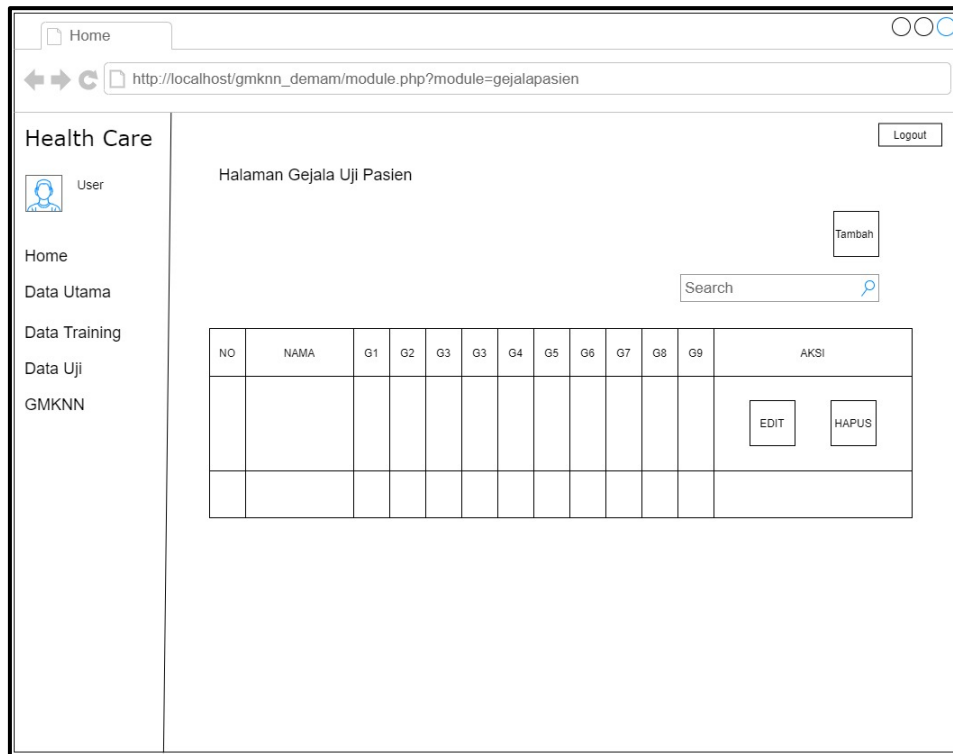 Home
http://localhost/gmknn_demam/module.php?module=gejalapasien
Health Care
Logout
User
Halaman Gejala Uji Pasien
Tambah
Home
Data Utama
Search
Data Training
Data Uji
GMKNN
NO NAMA G1 G2 G3 G3 G4 G5 G6 G7 G8 G9 AKSI
EDIT HAPUS